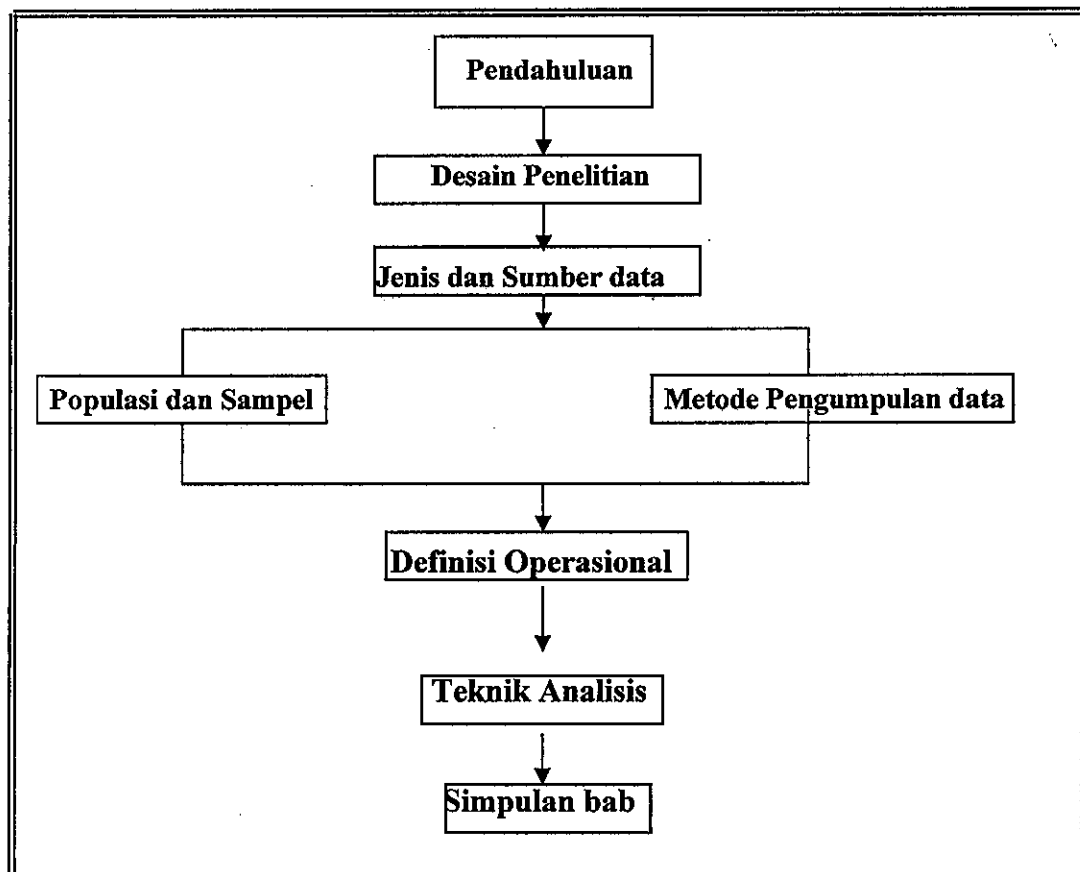 Pendahuluan
Desain Penelitian
Jenis dan Sumber data
Populasi dan Sampel
Metode Pengumpulan data
Definisi Operasional
Teknik Analisis
Simpulan bab